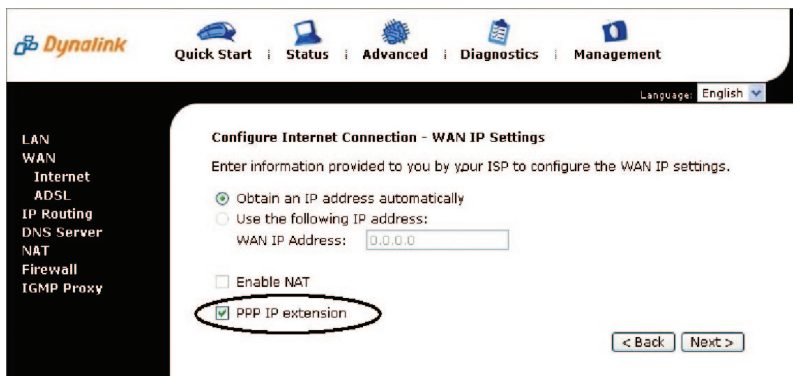 Dynalink
Quick Start | Status | Advanced | Diagnostics | Management
Language: English
LAN
WAN
Internet
ADSL
IP Routing
DNS Server
NAT
Firewall
IGMP Proxy
Configure Internet Connection - WAN IP Settings
Enter information provided to you by your ISP to configure the WAN IP settings.
Obtain an IP address automatically
Use the following IP address:
WAN IP Address: 0.0.0.0
Enable NAT
PPP IP extension
< Back Next >